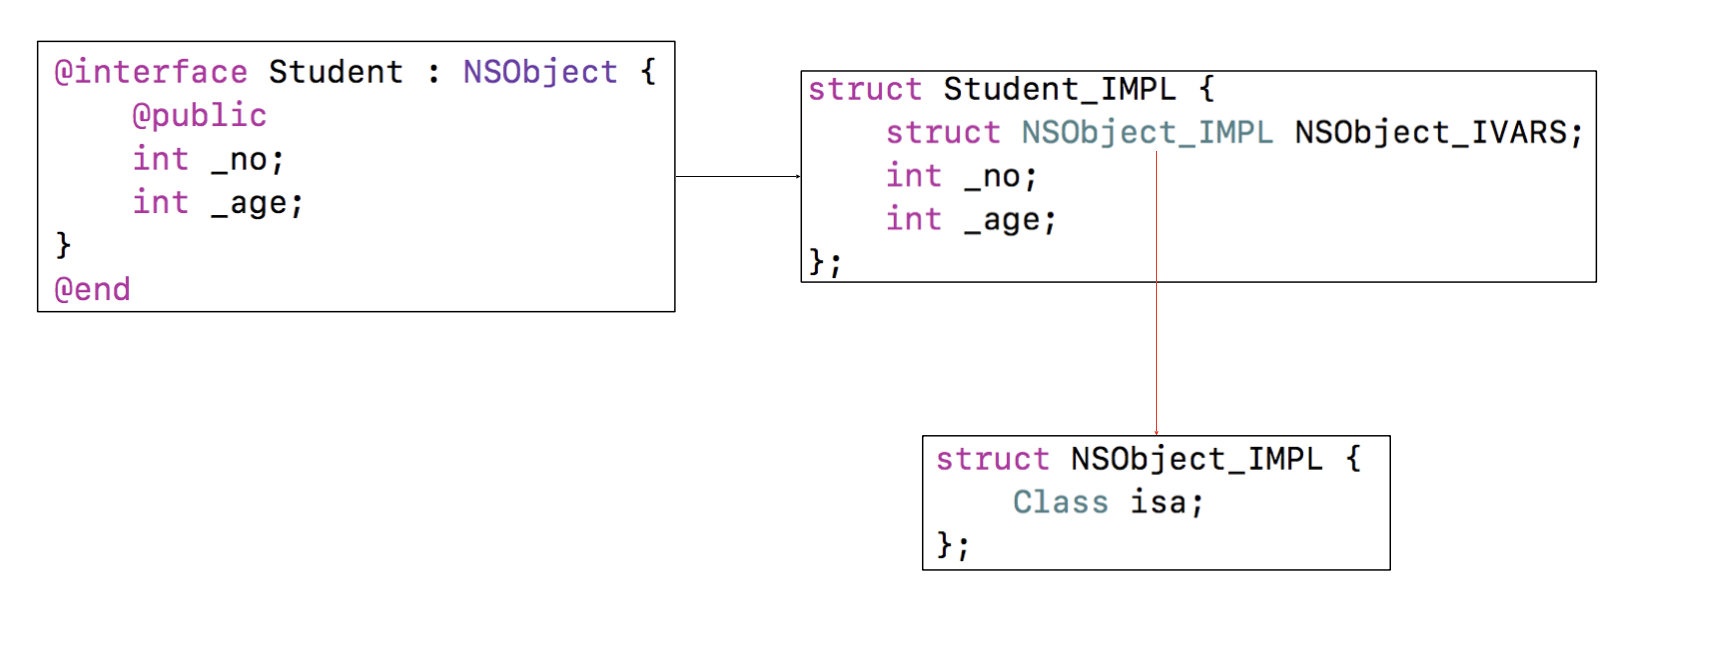 @interface Student : NSObject {
    @public
    int _no;
    int _age;
}
@end
struct Student_IMPL {
    struct NSObject_IMPL NSObject_IVARS;
    int _no;
    int _age;
};
struct NSObject_IMPL {
    Class isa;
};